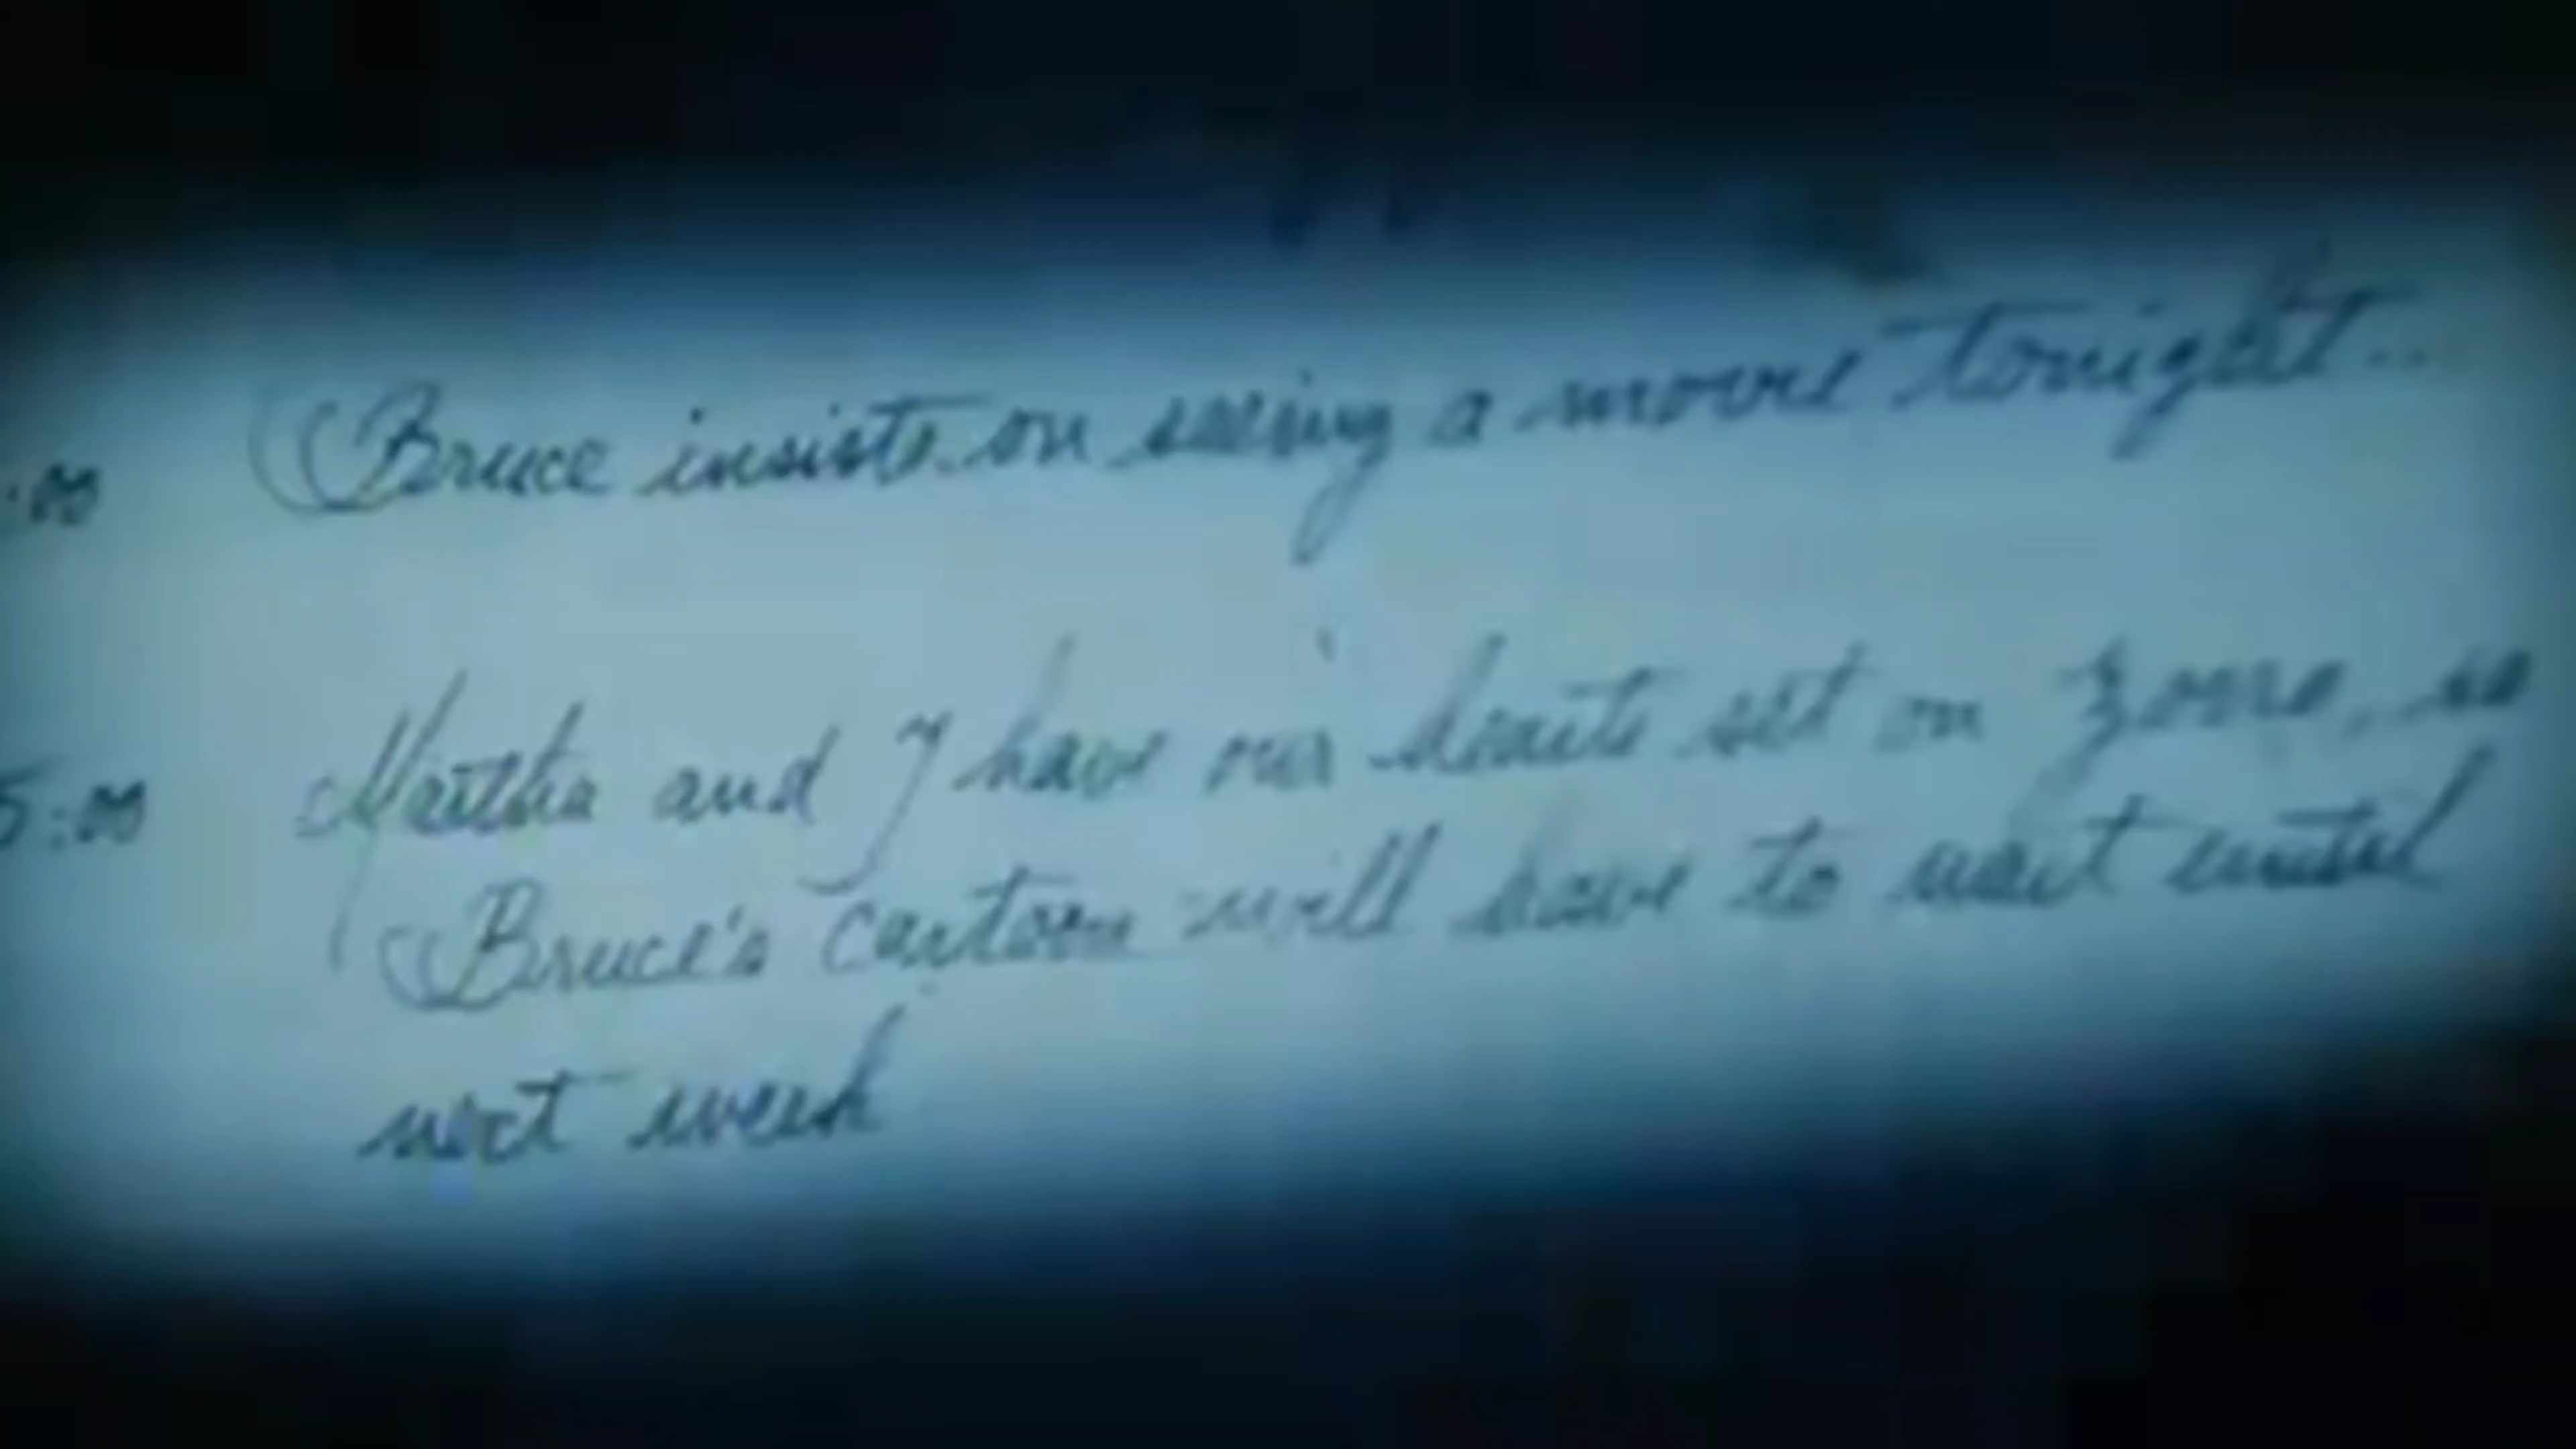 :00 Bruce insists on seeing a movie tonight...
5:00 Martha and I have our hearts set on Zorro, so
Bruce's cartoon will have to wait until
next week